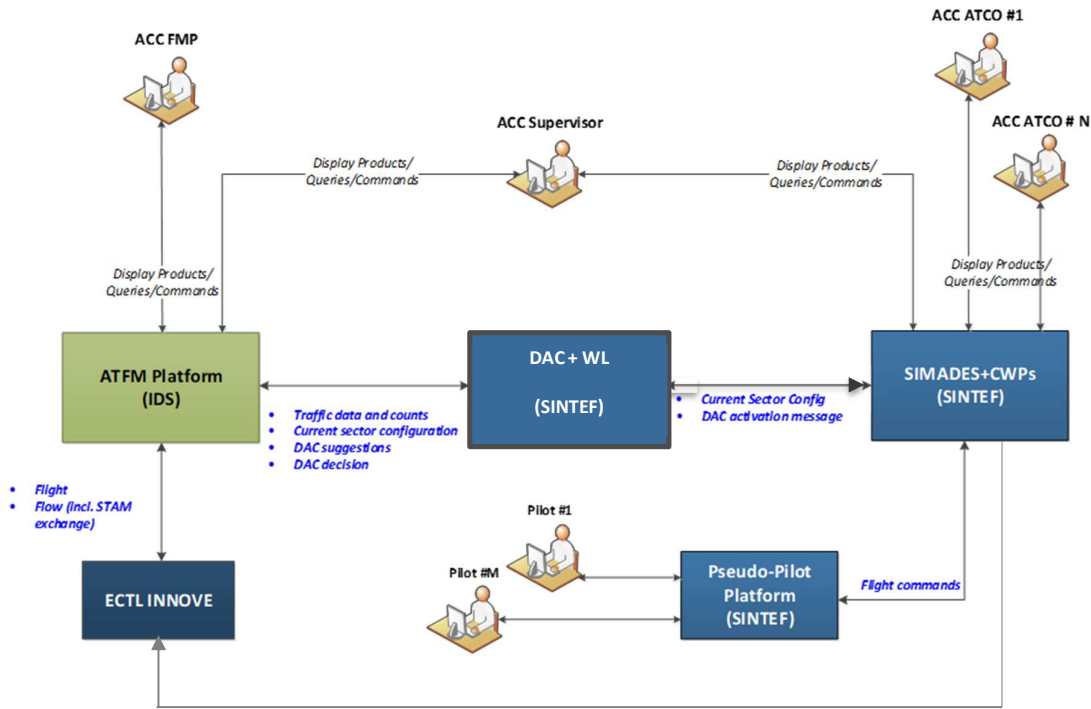 ACC ATCO #1
ACC FMP
ACC Supervisor
ACC ATCO # N
Display Products/
Queries/Commands
Display Products/
Queries/Commands
Display Products/
Queries/Commands
Display Products/
Queries/Commands
ATFM Platform
(IDS)
DAC + WL
(SINTEF)
SIMADES+CWPs
(SINTEF)
• Traffic data and counts
• Current sector configuration
• DAC suggestions
• DAC decision
• Current Sector Config
• DAC activation message
• Flight
• Flow (incl. STAM
exchange)
Pilot #1
Pilot #M
ECTL INNOVE
Pseudo-Pilot
Platform
(SINTEF)
Flight commands